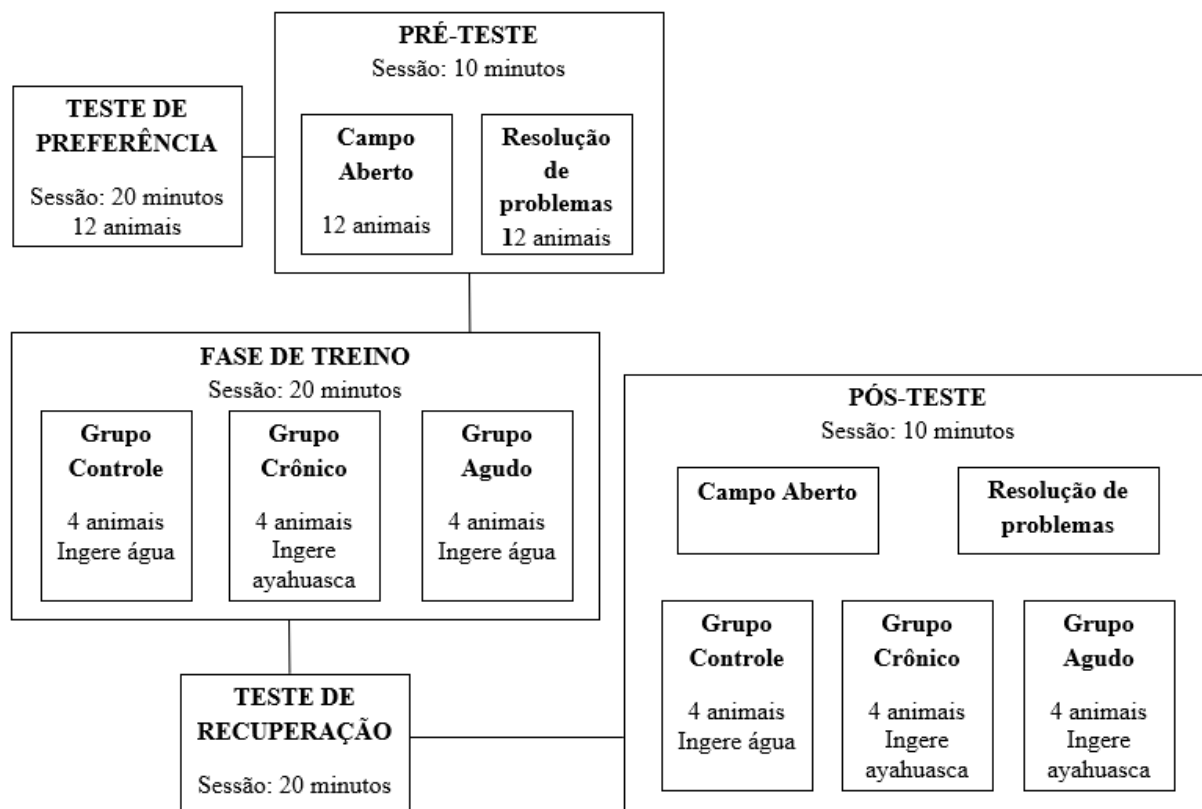 PRÉ-TESTE
Sessão: 10 minutos
TESTE DE
PREFERÊNCIA
Sessão: 20 minutos
12 animais
Campo
Aberto
12 animais
Resolução
de
problemas
12 animais
FASE DE TREINO
Sessão: 20 minutos
Grupo
Controle
4 animais
Ingere água
Grupo
Crônico
4 animais
Ingere
ayahuasca
Grupo
Agudo
4 animais
Ingere água
TESTE DE
RECUPERAÇÃO
Sessão: 20 minutos
PÓS-TESTE
Sessão: 10 minutos
Campo Aberto
Resolução de
problemas
Grupo
Controle
4 animais
Ingere água
Grupo
Crônico
4 animais
Ingere
ayahuasca
Grupo
Agudo
4 animais
Ingere
ayahuasca